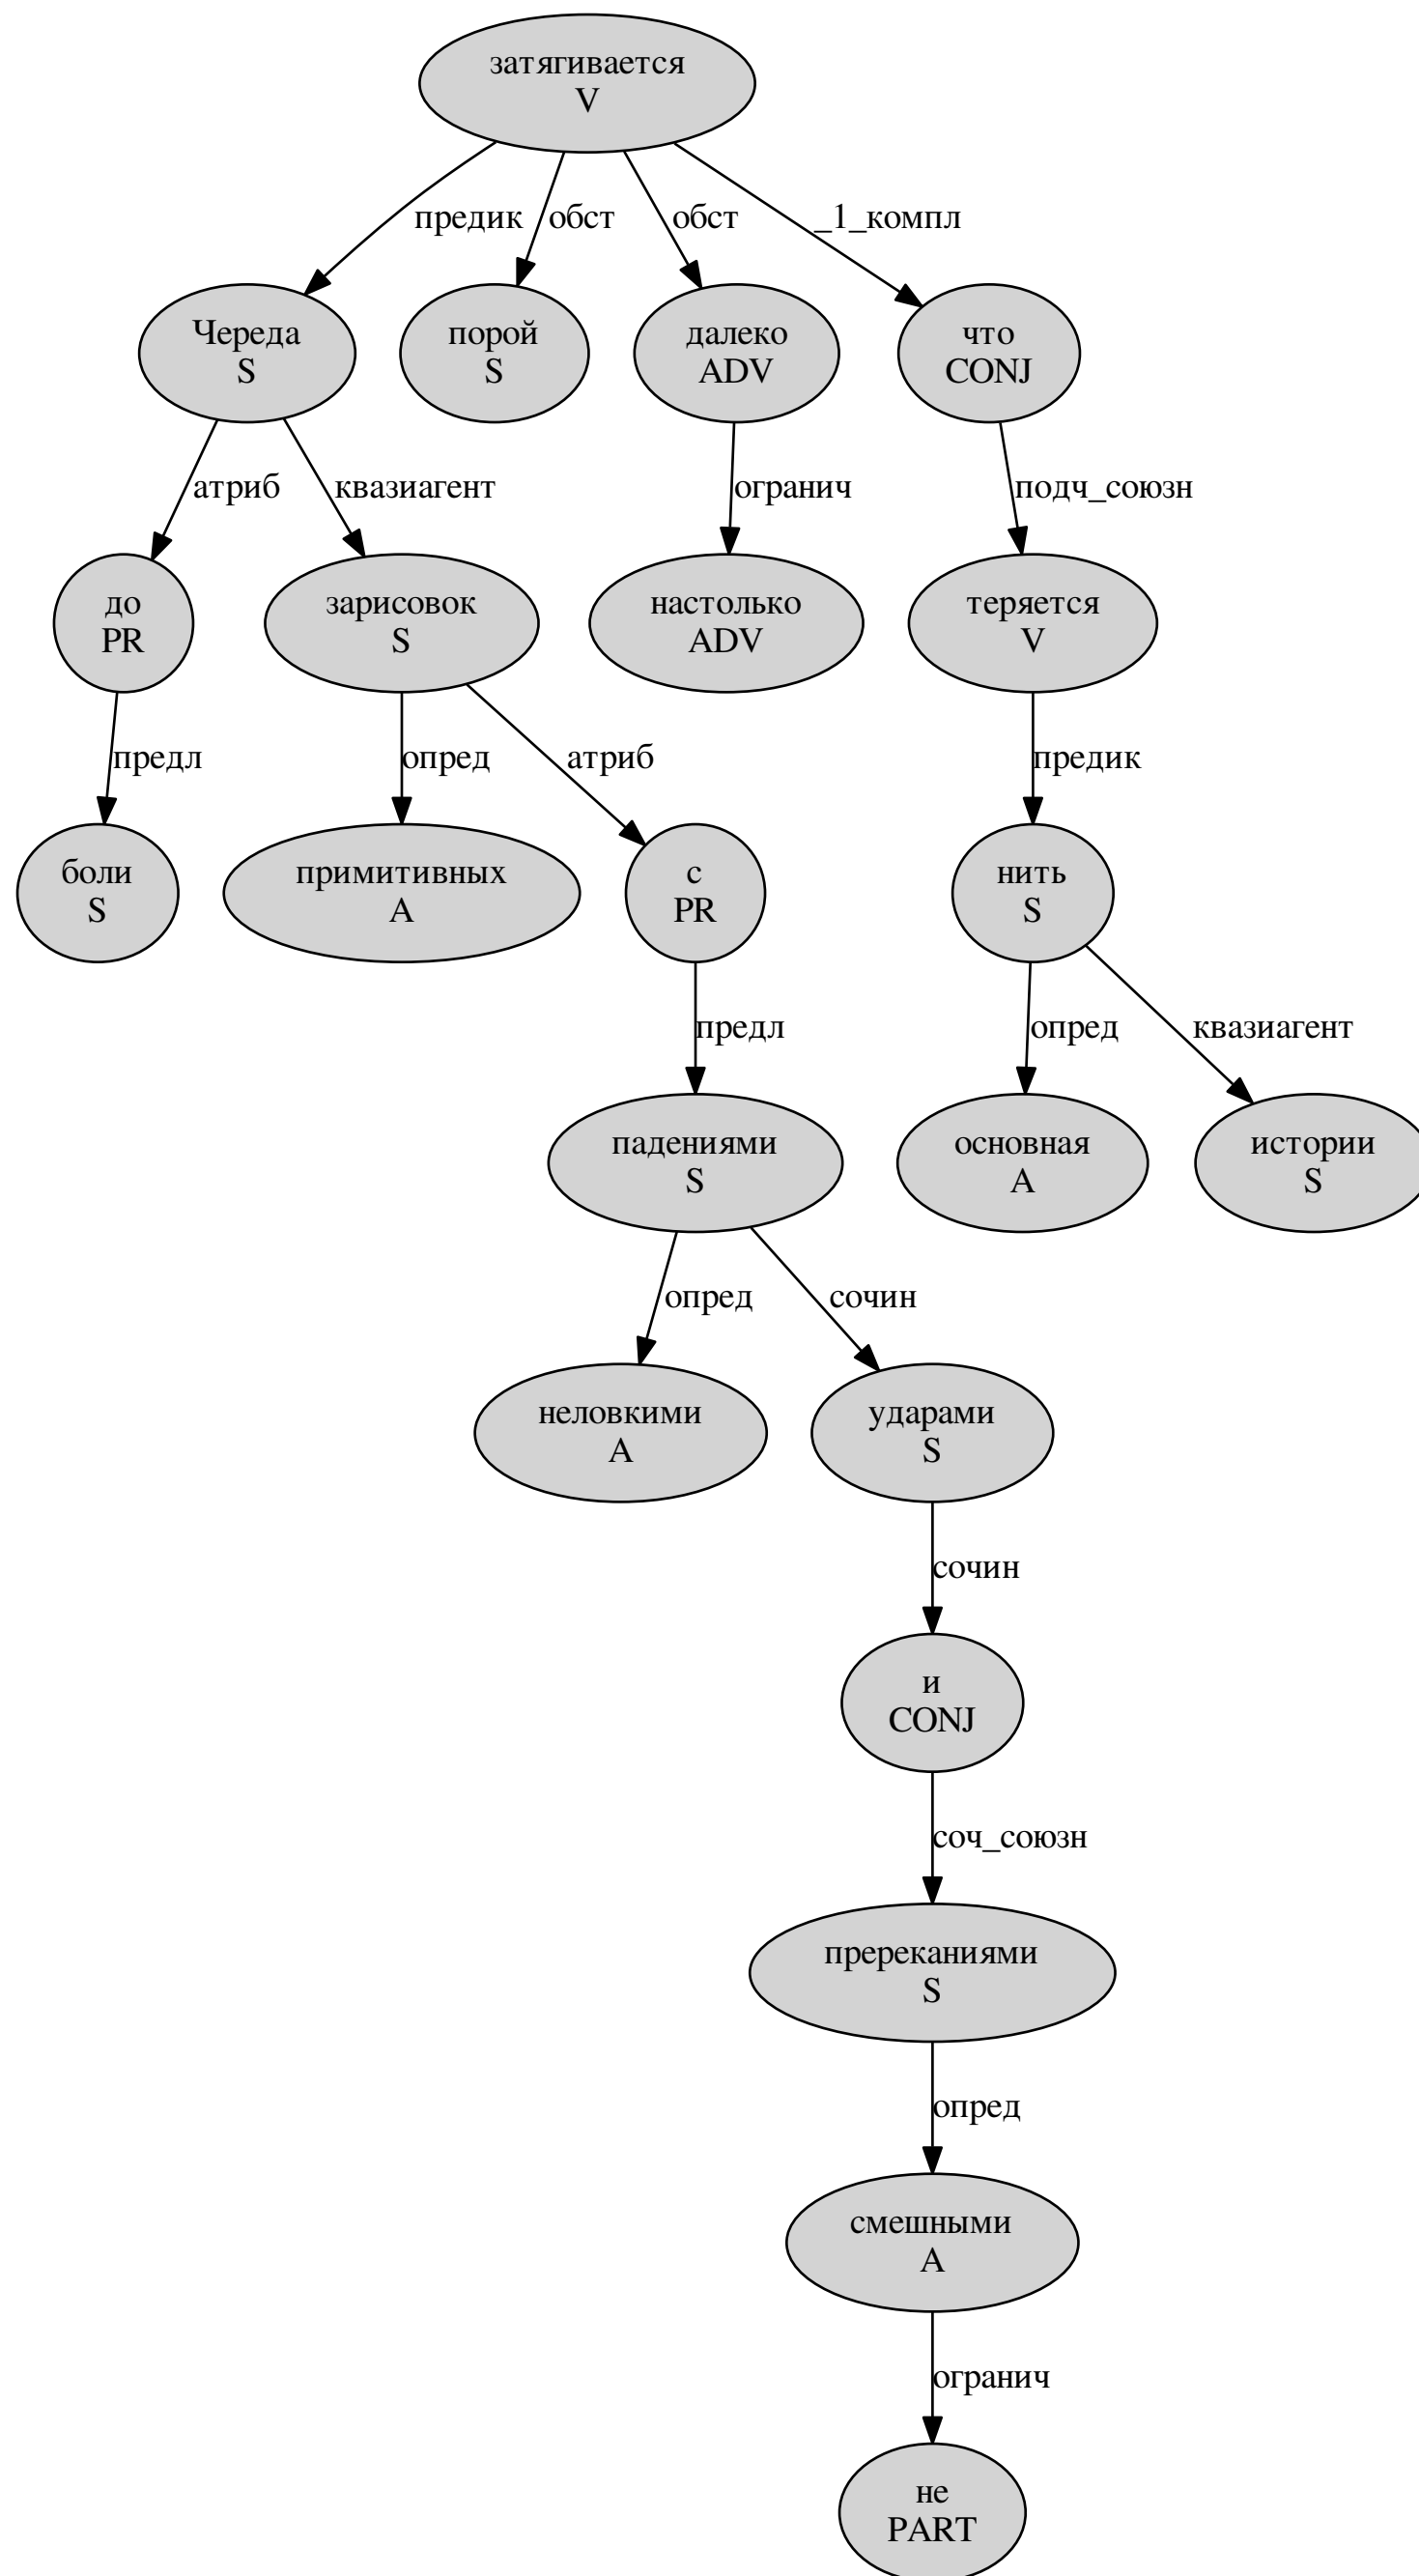 затягивается
V
предик
обст
обст
_1_компл
Череда
S
порой
S
далеко
ADV
что
CONJ
атриб
квазиагент
огранич
подч_союзн
до
PR
зарисовок
S
настолько
ADV
теряется
V
предл
опред
атриб
предик
боли
S
примитивных
A
с
PR
нить
S
предл
опред
квазиагент
падениями
S
основная
A
истории
S
опред
сочин
неловкими
A
ударами
S
сочин
и
CONJ
соч_союзн
пререканиями
S
опред
смешными
A
огранич
не
PART